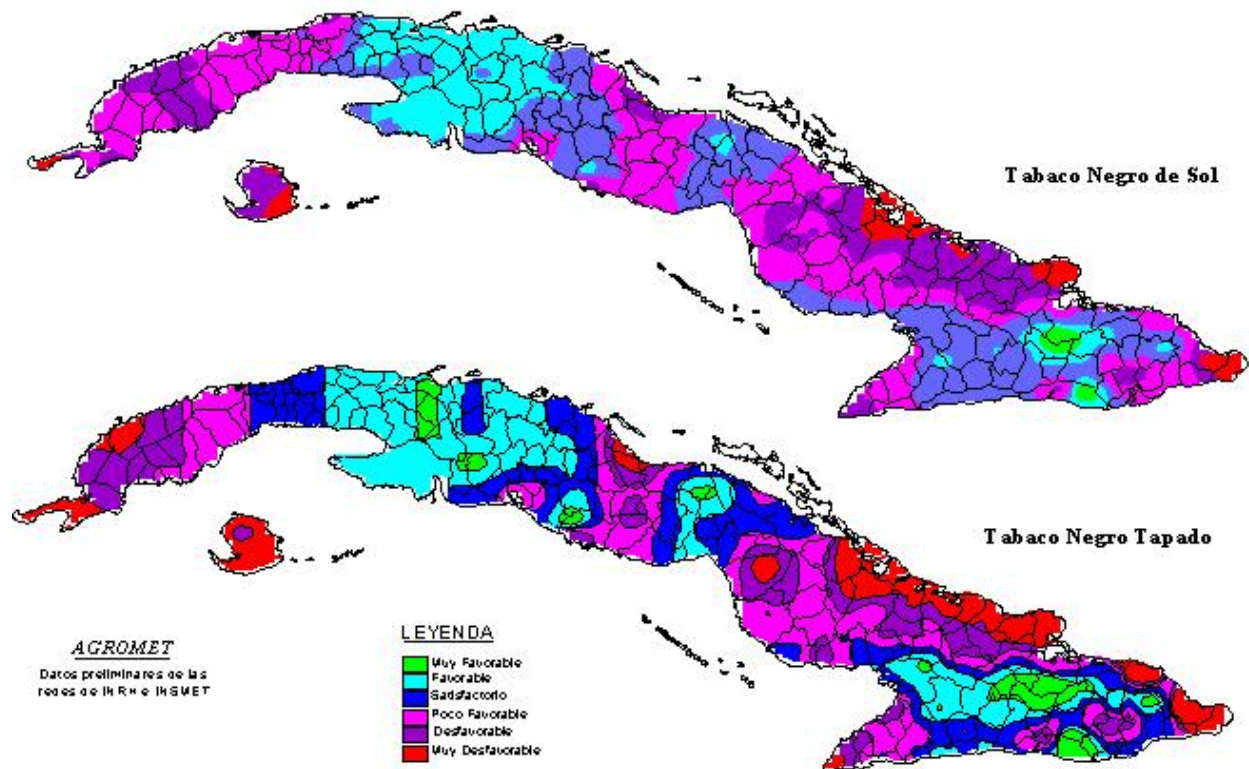 Tabaco Negro de Sol
Tabaco Negro Tapado
AGROMET
Datos preliminares de las
redes de INRH e INSMET
LEYENDA
Muy Favorable
Favorable
Satisfactorio
Poco Favorable
Desfavorable
Muy Desfavorable